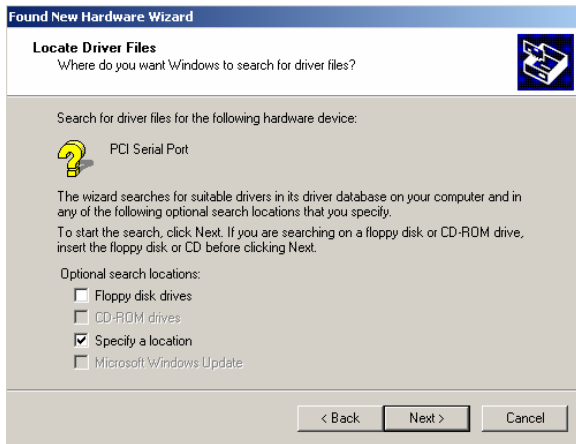 Found New Hardware Wizard
Locate Driver Files
Where do you want Windows to search for driver files?
Search for driver files for the following hardware device:
PCI Serial Port
The wizard searches for suitable drivers in its driver database on your computer and in
any of the following optional search locations that you specify.
To start the search, click Next. If you are searching on a floppy disk or CD-ROM drive,
insert the floppy disk or CD before clicking Next.
Optional search locations:
Floppy disk drives
CD-ROM drives
Specify a location
Microsoft Windows Update
< Back Next > Cancel